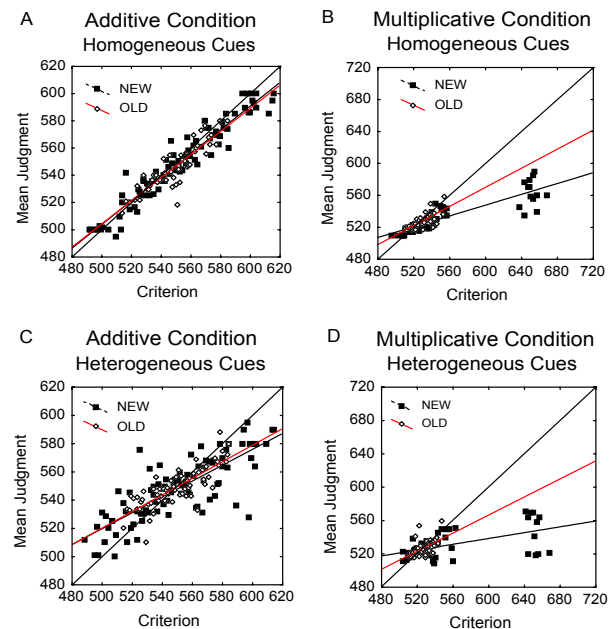 A
Additive Condition
Homogeneous Cues
620
600
580
560
540
520
500
480
Mean Judgment
NEW
OLD
480 500 520 540 560 580 600 620
Criterion
B
Multiplicative Condition
Homogeneous Cues
720
680
640
600
560
520
480
Mean Judgment
NEW
OLD
480 520 560 600 640 680 720
Criterion
C
Additive Condition
Heterogeneous Cues
620
600
580
560
540
520
500
480
Mean Judgment
NEW
OLD
480 500 520 540 560 580 600 620
Criterion
D
Multiplicative Condition
Heterogeneous Cues
720
680
640
600
560
520
480
Mean Judgment
NEW
OLD
480 520 560 600 640 680 720
Criterion